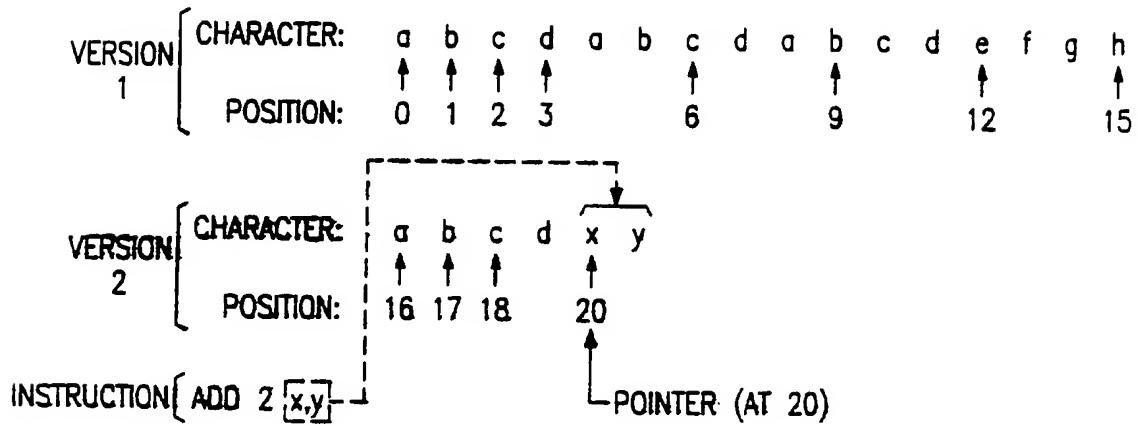 CHARACTER: a b c d a b c d a b c d e f g h
VERSION 1
POSITION: 0 1 2 3 6 9 12 15
CHARACTER: a b c d x y
VERSION 2
POSITION: 16 17 18 20
INSTRUCTION ADD 2 x,y
POINTER (AT 20)